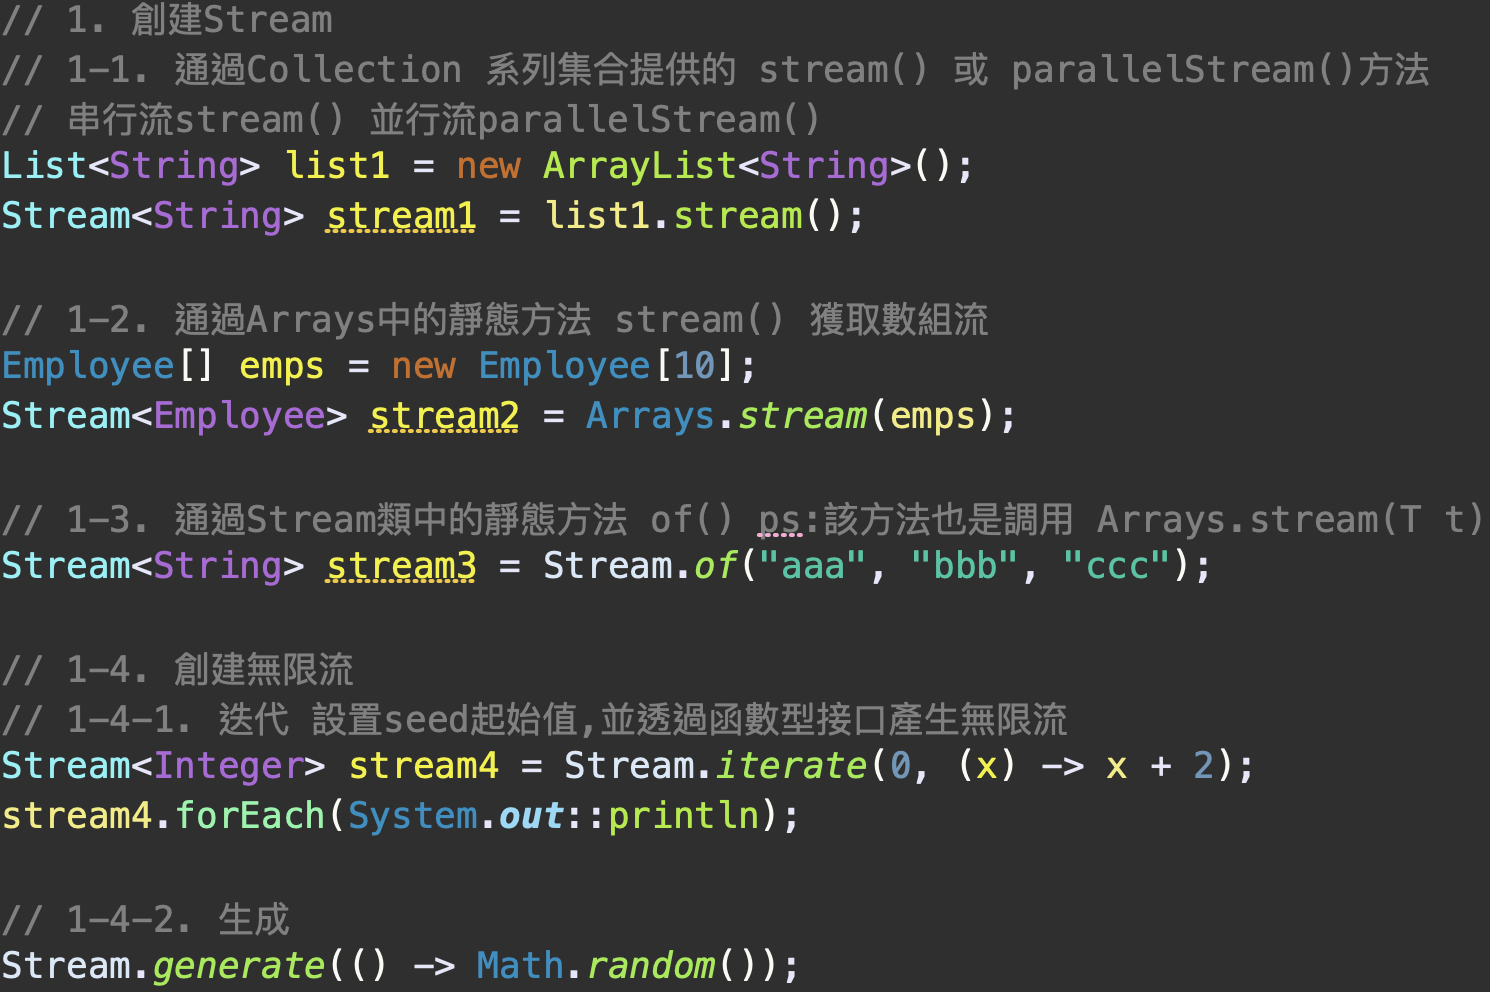 // 1. 創建Stream
// 1-1. 通過Collection 系列集合提供的 stream() 或 parallelStream()方法
// 串行流stream() 並行流parallelStream()
List<String> list1 = new ArrayList<String>();
Stream<String> stream1 = list1.stream();
// 1-2. 通過Arrays中的靜態方法 stream() 獲取數組流
Employee[] emps = new Employee[10];
Stream<Employee> stream2 = Arrays.stream(emps);
// 1-3. 通過Stream類中的靜態方法 of() ps:該方法也是調用 Arrays.stream(T t)
Stream<String> stream3 = Stream.of("aaa", "bbb", "ccc");
// 1-4. 創建無限流
// 1-4-1. 迭代 設置seed起始值,並透過函數型接口產生無限流
Stream<Integer> stream4 = Stream.iterate(0, (x) -> x + 2);
stream4.forEach(System.out::println);
// 1-4-2. 生成
Stream.generate(() -> Math.random());